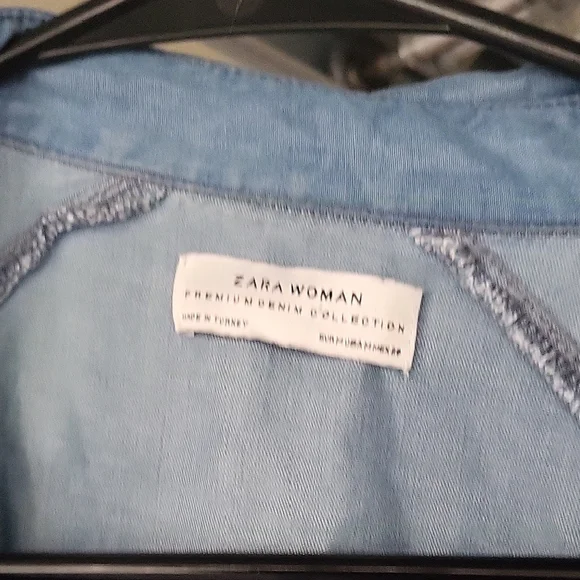 ZARA WOMAN
PREMIUM DENIM COLLECTION
MADE IN TURKEY